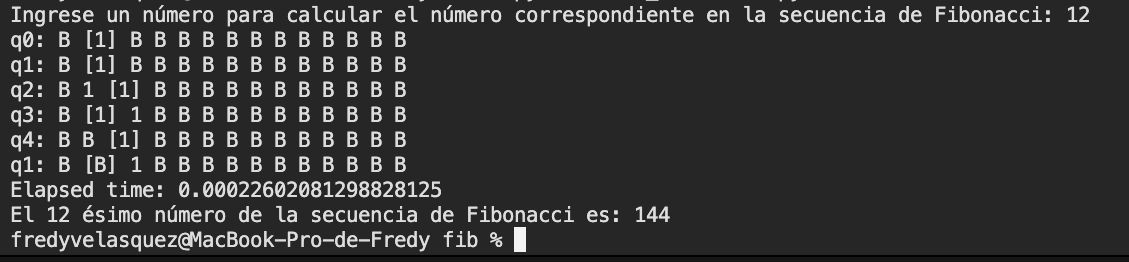 Ingrese un número para calcular el número correspondiente en la secuencia de Fibonacci: 12
q0: B [1] B B B B B B B B B B B B
q1: B [1] B B B B B B B B B B B B
q2: B 1 [1] B B B B B B B B B B B
q3: B [1] 1 B B B B B B B B B B B
q4: B B [1] B B B B B B B B B B B
q1: B [B] 1 B B B B B B B B B B B
Elapsed time: 0.00022602081298828125
El 12 ésimo número de la secuencia de Fibonacci es: 144
fredyvelasquez@MacBook-Pro-de-Fredy fib %